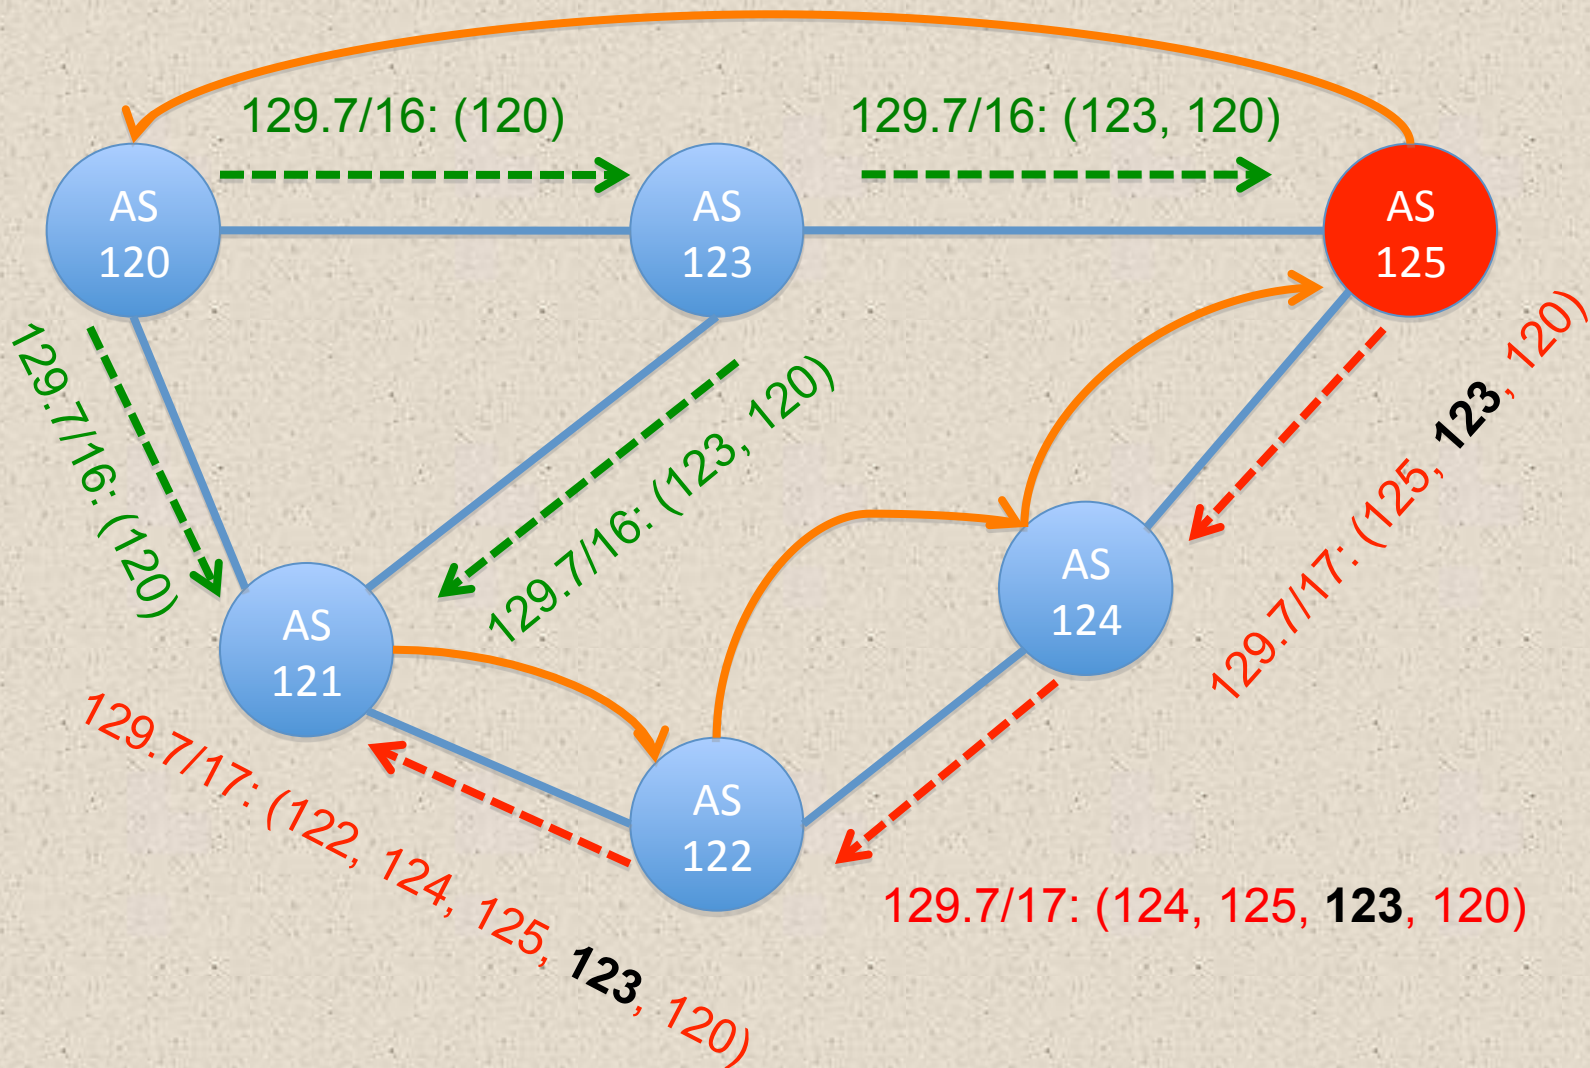 129.7/16: (120)
129.7/16: (123, 120)
AS
120
AS
123
AS
125
129.7/16: (120)
129.7/16: (123, 120)
129.7/17: (125, 123, 120)
AS
124
AS
121
129.7/17: (122, 124, 125, 123, 120)
AS
122
129.7/17: (124, 125, 123, 120)